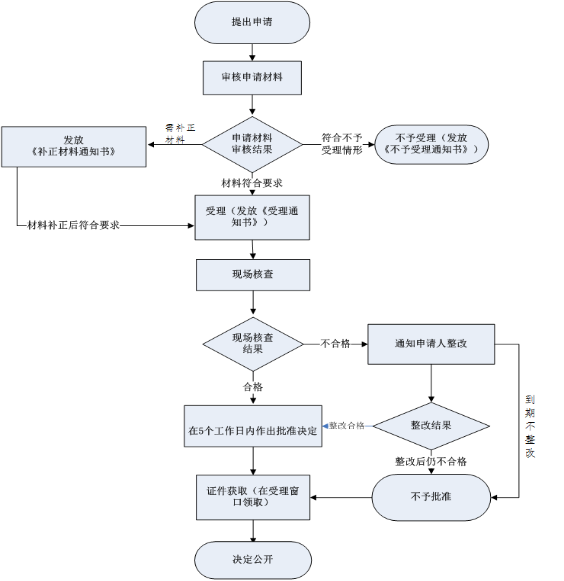 提出申请
审核申请材料
需补正
材料
发放
《补正材料通知书》
申请材料
审核结果
符合不予
受理情形
不予受理（发放
《不予受理通知书》）
材料符合要求
受理（发放《受理通
知书》）
材料补正后符合要求
现场核查
现场核查
结果
不合格
通知申请人整改
合格
到期不整改
在5个工作日内作出批准决定
整改合格
整改结果
整改后仍不合格
证件获取（在受理窗
口领取）
不予批准
决定公开